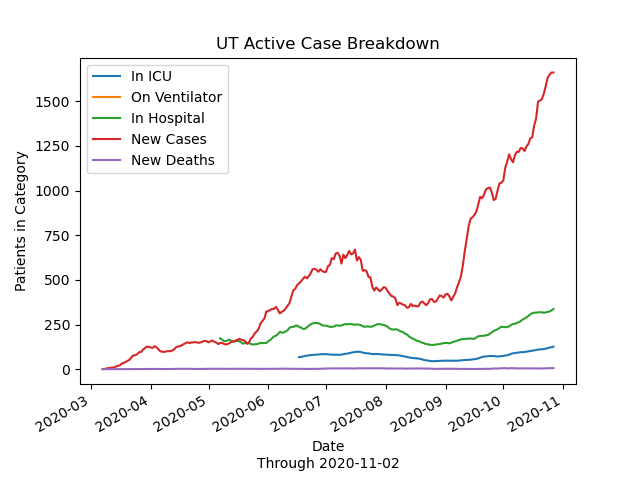 UT Active Case Breakdown
In ICU
On Ventilator
In Hospital
New Cases
New Deaths
Patients in Category
1500
1250
1000
750
500
250
0
2020-03
2020-04
2020-05
2020-06
2020-07
2020-08
2020-09
2020-10
2020-11
Date
Through 2020-11-02